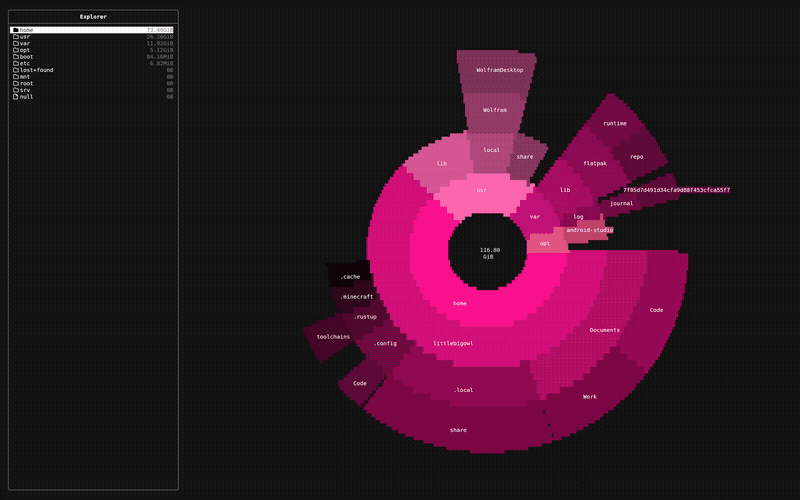 Explorer
home 73.40GiB
usr 26.26GiB
var 11.92GiB
opt 5.12GiB
boot 84.16MiB
etc 6.82MiB
lost+found 0B
mnt 0B
root 0B
srv 0B
null 0B
WolframDesktop
Wolfram
local
share
lib
usr
runtime
repo
flatpak
lib
7f05d7d491d34cfa9d08f453cfca55f7
journal
var
log
android-studio
opt
116.80
GiB
.cache
.minecraft
.rustup
toolchains
.config
Code
home
littlebigowl
.local
share
Documents
Code
Work